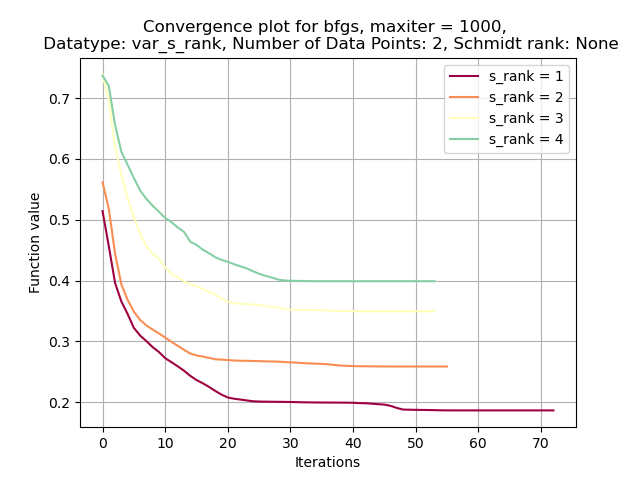 Convergence plot for bfgs, maxiter = 1000,
Datatype: var_s_rank, Number of Data Points: 2, Schmidt rank: None
s_rank = 1
s_rank = 2
s_rank = 3
s_rank = 4
Function value
0.7
0.6
0.5
0.4
0.3
0.2
0 10 20 30 40 50 60 70
Iterations